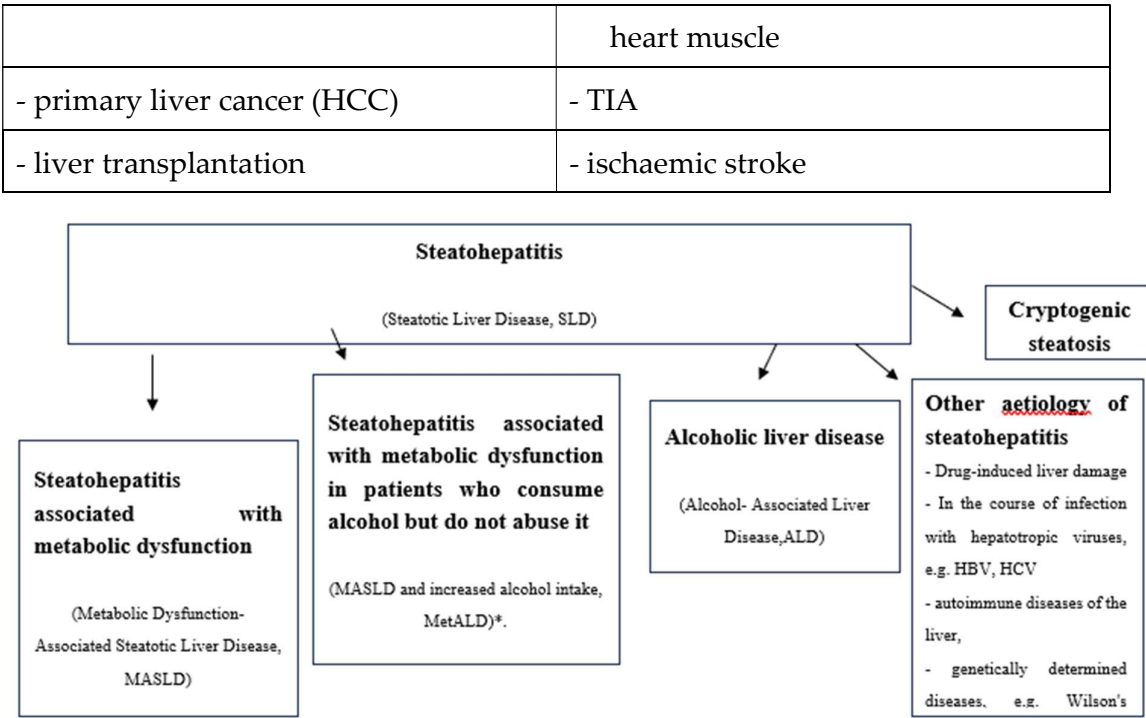 heart muscle
- primary liver cancer (HCC)
- TIA
- liver transplantation
- ischaemic stroke
Steatohepatitis
(Steatotic Liver Disease, SLD)
Cryptogenic
steatosis
Steatohepatitis
associated with
metabolic dysfunction
(Metabolic Dysfunction-
Associated Steatotic Liver Disease,
MASLD)
Steatohepatitis associated
with metabolic dysfunction
in patients who consume
alcohol but do not abuse it
(MASLD and increased alcohol intake,
MetALD)*.
Alcoholic liver disease
(Alcohol- Associated Liver
Disease,ALD)
Other aetiology of
steatohepatitis
- Drug-induced liver damage
- In the course of infection
with hepatotropic viruses,
e.g. HBV, HCV
- autoimmune diseases of the
liver,
- genetically determined
diseases, e.g. Wilson's